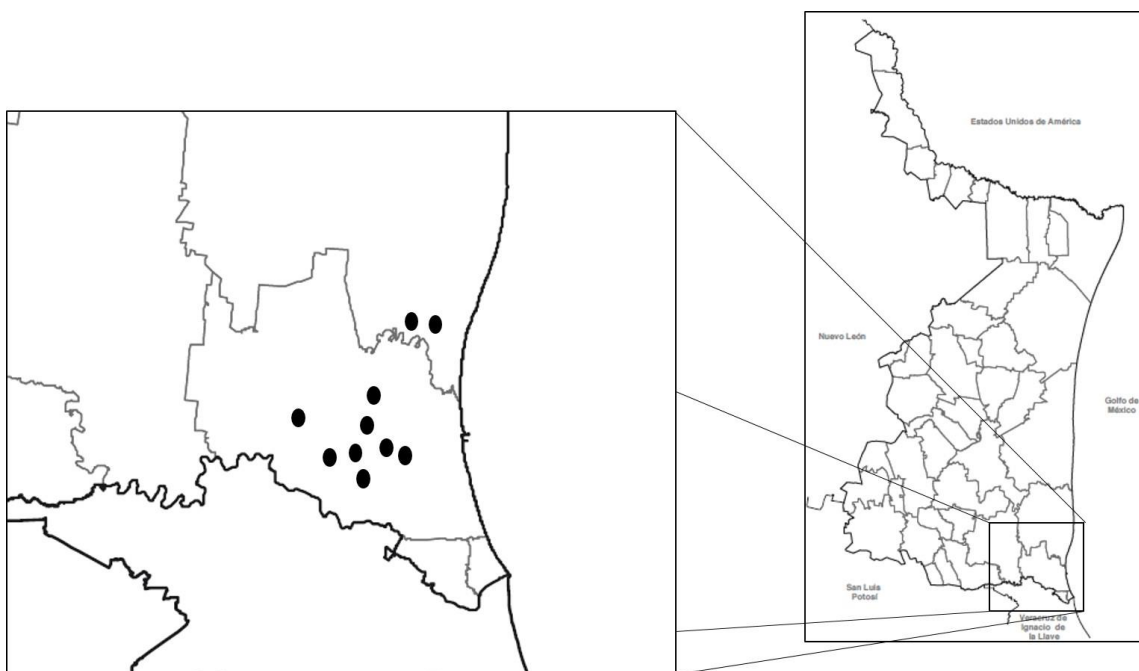 Estados Unidos de América
Nuevo León
Golfo de
México
San Luis
Potosí
Veracruz de
Ignacio de
la Llave